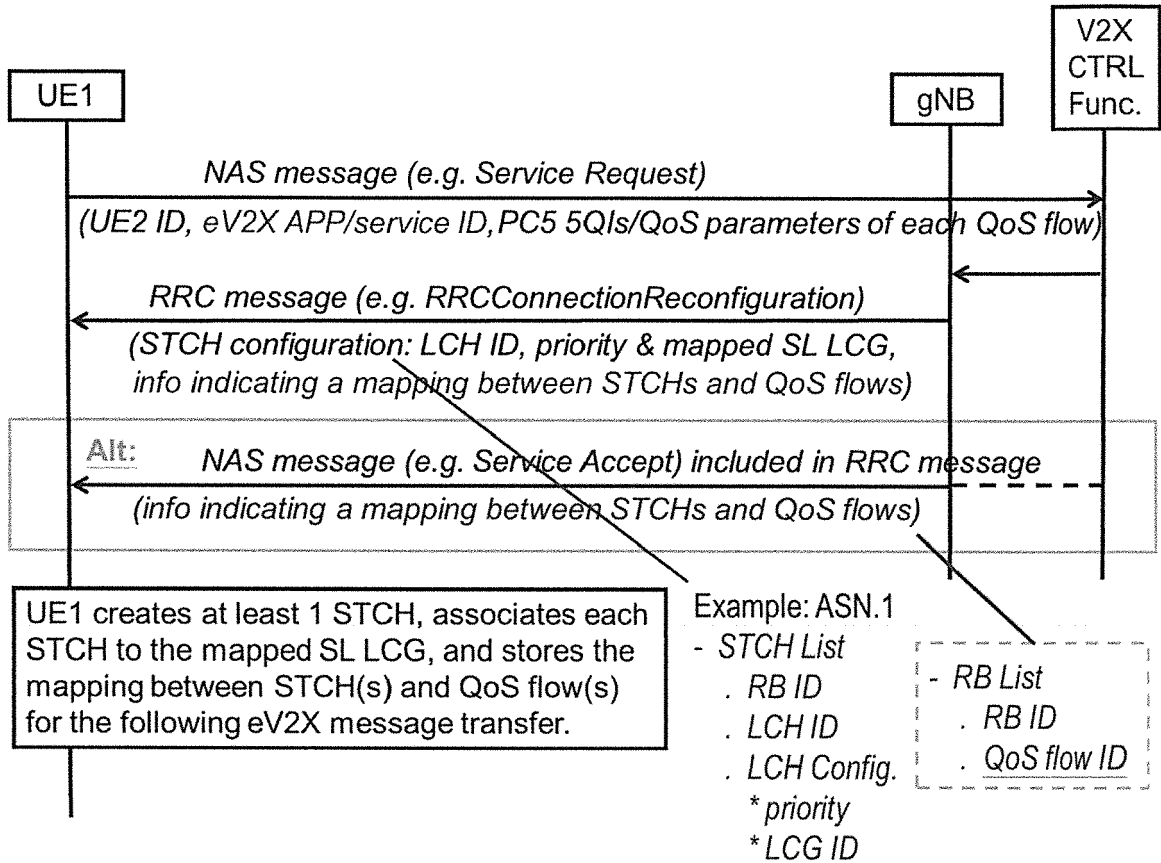 V2X
CTRL
Func.
UE1
gNB
NAS message (e.g. Service Request)
(UE2 ID, eV2X APP/service ID,PC5 5QIs/QoS parameters of each QoS flow)
RRC message (e.g. RRCConnectionReconfiguration)
(STCH configuration: LCH ID, priority & mapped SL LCG,
info indicating a mapping between STCHs and QoS flows)
Alt:
NAS message (e.g. Service Accept) included in RRC message
(info indicating a mapping between STCHs and QoS flows)
UE1 creates at least 1 STCH, associates each
STCH to the mapped SL LCG, and stores the
mapping between STCH(s) and QoS flow(s)
for the following eV2X message transfer.
Example: ASN.1
- STCH List
. RB ID
. LCH ID
. LCH Config.
* priority
* LCG ID
- RB List
. RB ID
. QoS flow ID